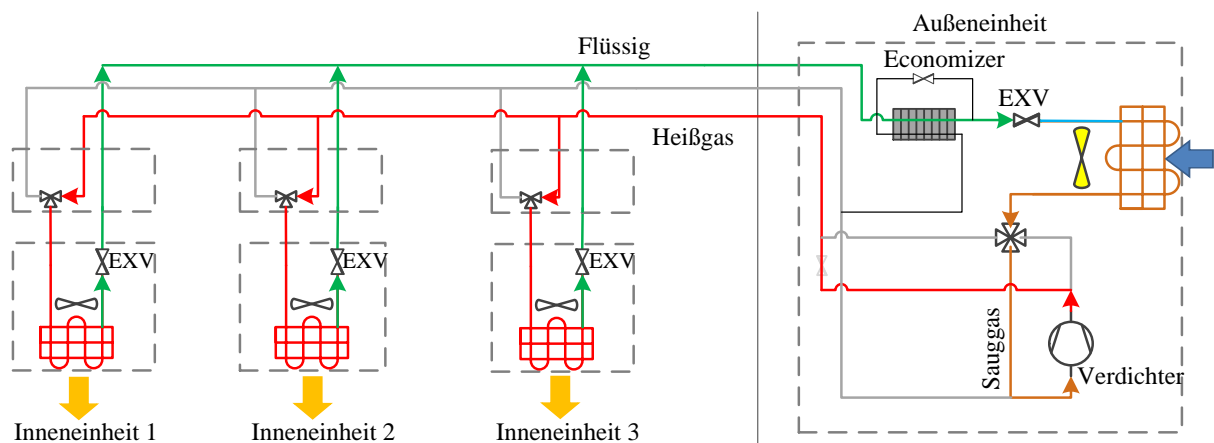 Außeneinheit
Flüssig
Economizer
EXV
Heißgas
EXV
EXV
EXV
Sauggas
Verdichter
Inneneinheit 1
Inneneinheit 2
Inneneinheit 3